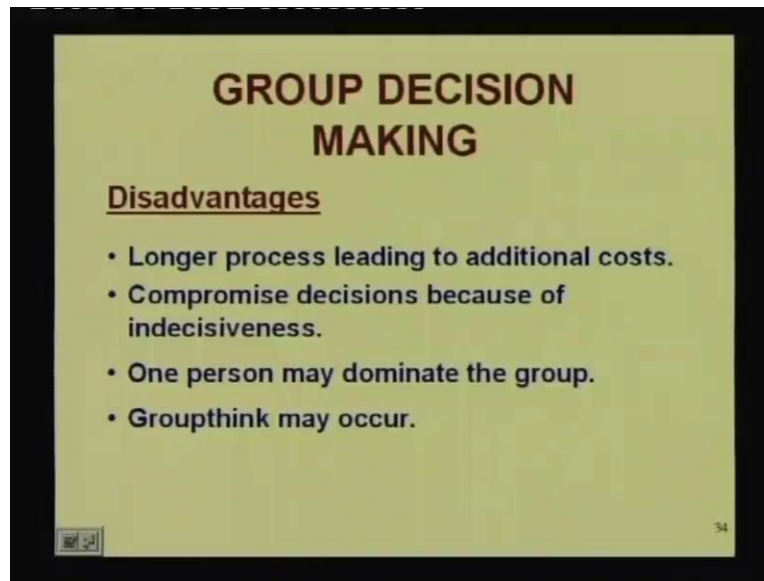 GROUP DECISION
MAKING
Disadvantages
• Longer process leading to additional costs.
• Compromise decisions because of
indecisiveness.
• One person may dominate the group.
• Groupthink may occur.
34